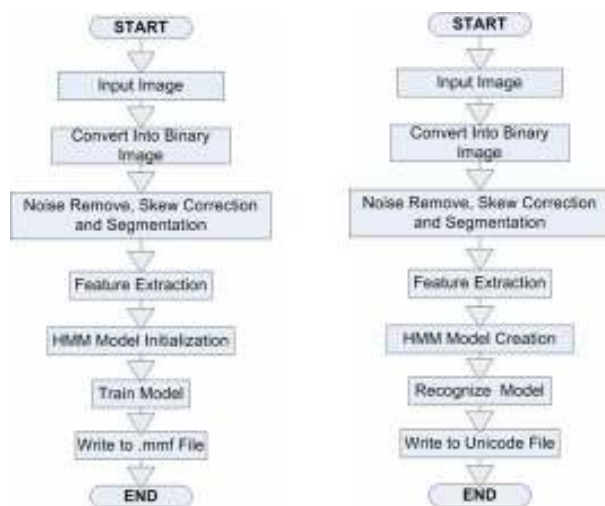 START
Input Image
Convert Into Binary
Image
Noise Remove, Skew Correction
and Segmentation
Feature Extraction
HMM Model Initialization
Train Model
Write to .mmf File
END
START
Input Image
Convert Into Binary
Image
Noise Remove, Skew Correction
and Segmentation
Feature Extraction
HMM Model Creation
Recognize Model
Write to Unicode File
END